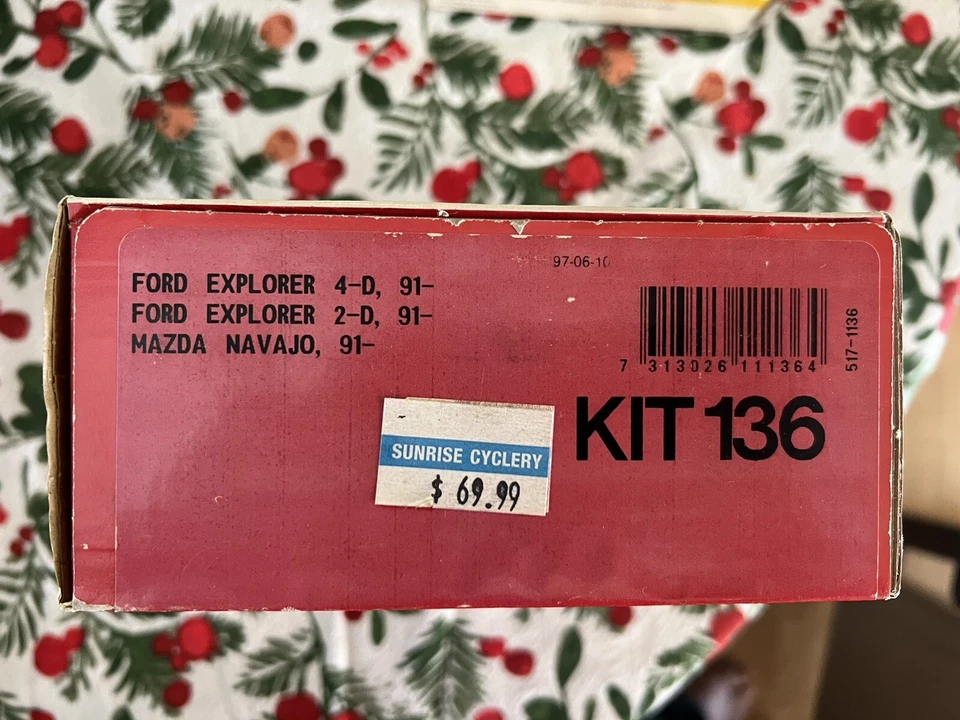 97-06-10
FORD EXPLORER 4-D, 91-
FORD EXPLORER 2-D, 91-
MAZDA NAVAJO, 91-
7 313026 111364
517-1136
KIT 136
SUNRISE CYCLERY
$ 69.99